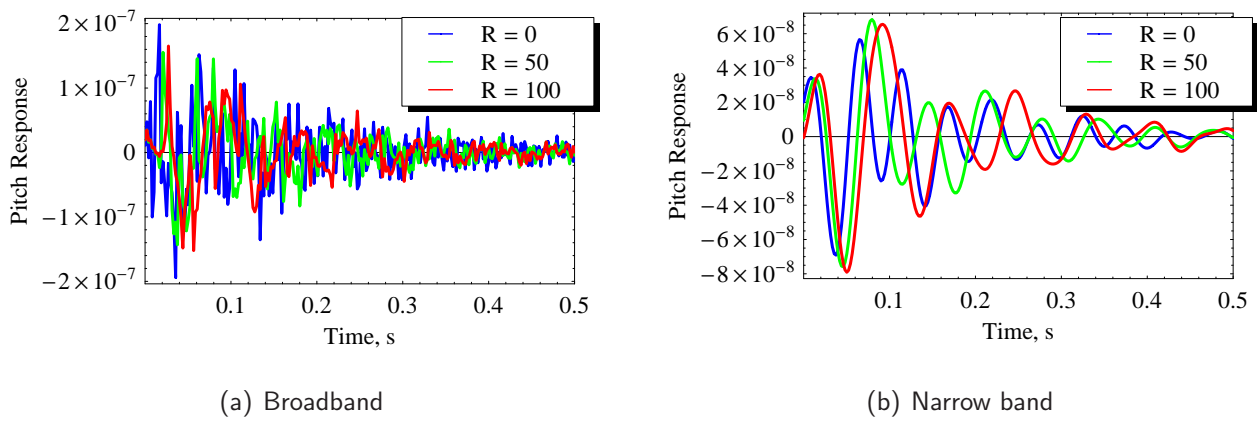 2×10⁻⁷
1×10⁻⁷
0
−1×10⁻⁷
−2×10⁻⁷
Pitch Response
0.1 0.2 0.3 0.4 0.5
Time, s
R = 0
R = 50
R = 100
(a) Broadband
6×10⁻⁸
4×10⁻⁸
2×10⁻⁸
0
−2×10⁻⁸
−4×10⁻⁸
−6×10⁻⁸
−8×10⁻⁸
Pitch Response
0.1 0.2 0.3 0.4 0.5
Time, s
R = 0
R = 50
R = 100
(b) Narrow band